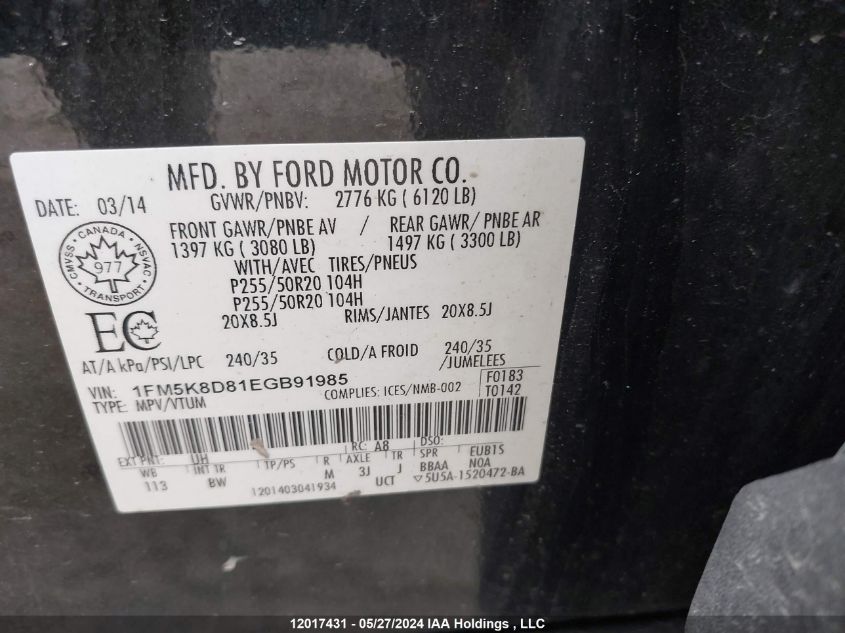 MFD. BY FORD MOTOR CO.
DATE: 03/14
GVWR/PNBV: 2776 KG ( 6120 LB)
FRONT GAWR/PNBE AV / REAR GAWR/ PNBE AR
1397 KG ( 3080 LB) 1497 KG ( 3300 LB)
WITH/AVEC TIRES/PNEUS
P255/50R20 104H
P255/50R20 104H
20X8.5J RIMS/JANTES 20X8.5J
CANADA
CMVSS NSVAC
977
TRANSPORT
EC
AT/A kPa/PSI/LPC 240/35 COLD/A FROID 240/35
/JUMELEES
VIN: 1FM5K8D81EGB91985
TYPE: MPV/VTUM
COMPLIES: ICES/NMB-002
F0183
T0142
EXT PNT: UH RC: A8 DSO:
WB INT TR TP/PS R AXLE TR SPR EUB1S
113 BW M 3J J BBAA NOA
1201403041934 UCT ▽5U5A-1520472-BA
12017431 - 05/27/2024 IAA Holdings , LLC